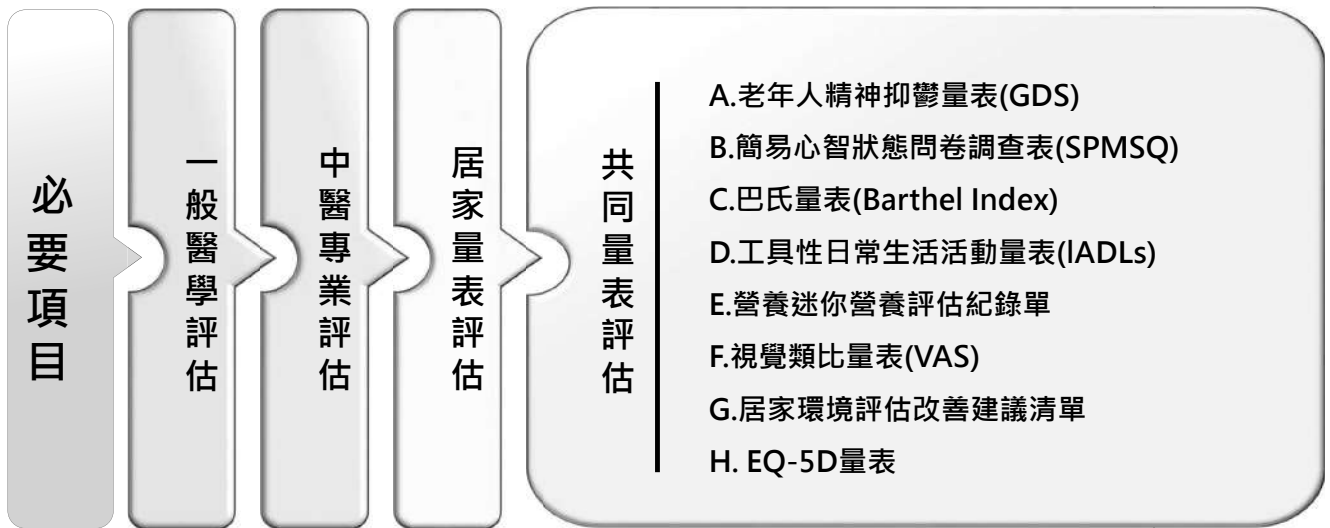 必要項目
一般醫學評估
中醫專業評估
居家量表評估
共同量表評估
A.老年人精神抑鬱量表(GDS)
B.簡易心智狀態問卷調查表(SPMSQ)
C.巴氏量表(Barthel Index)
D.工具性日常生活活動量表(lADLs)
E.營養迷你營養評估紀錄單
F.視覺類比量表(VAS)
G.居家環境評估改善建議清單
H. EQ-5D量表